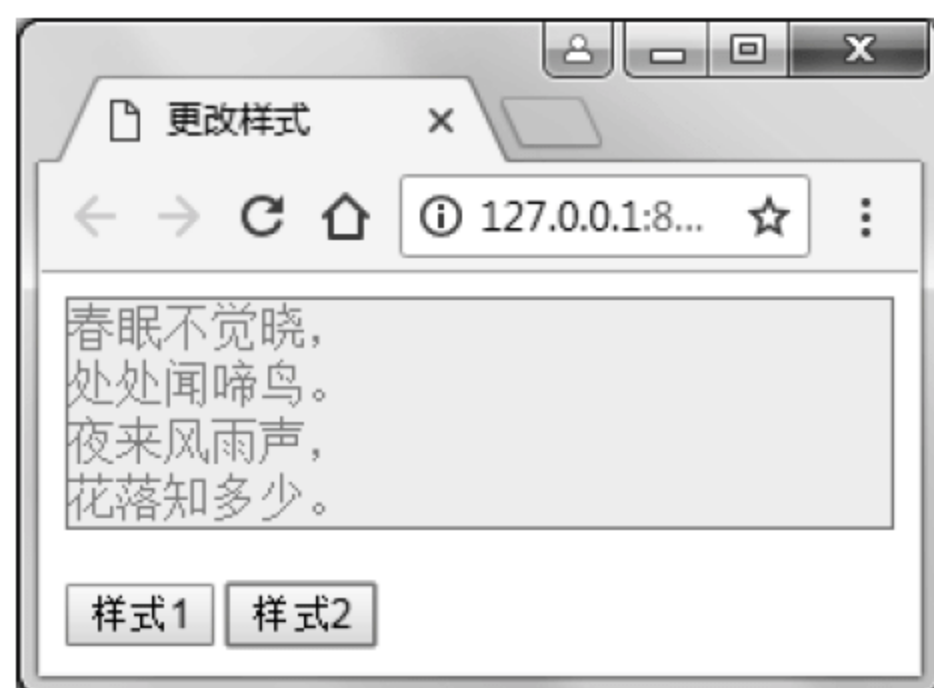 更改样式
127.0.0.1:8...
春眠不觉晓，
处处闻啼鸟。
夜来风雨声，
花落知多少。
样式1 样式2